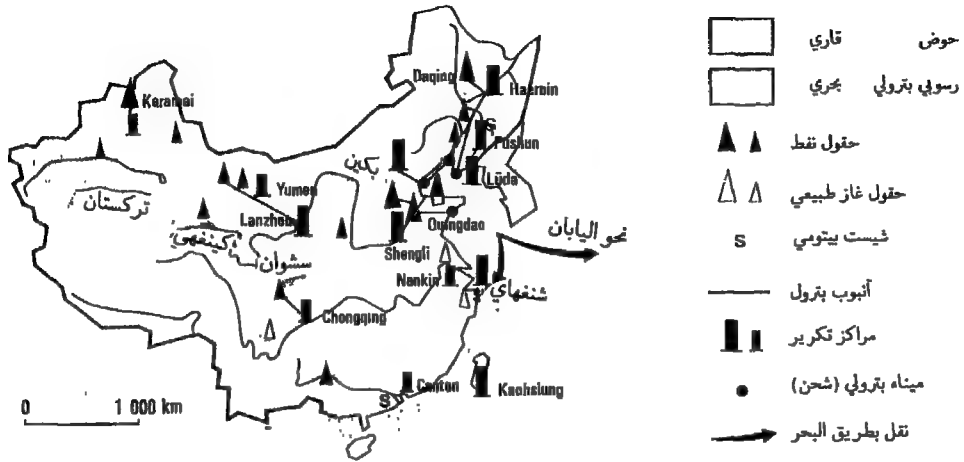 Daqing
Haerbin
Karamai
S
Fushun
بكين
Lüda
Yumen
تركستان
Lanzhou
Quingdao
نحو اليابان
كينغهي
Shengli
سشوان
Nankin
شنغهاي
Chongqing
Canton
Kaohsiung
S
0 1 000 km
حوض قاري
رسوبي بترولي بحري
حقول نفط
حقول غاز طبيعي
S شيست بيتومي
أنبوب بترول
مراكز تكرير
ميناء بترولي (شحن)
نقل بطريق البحر